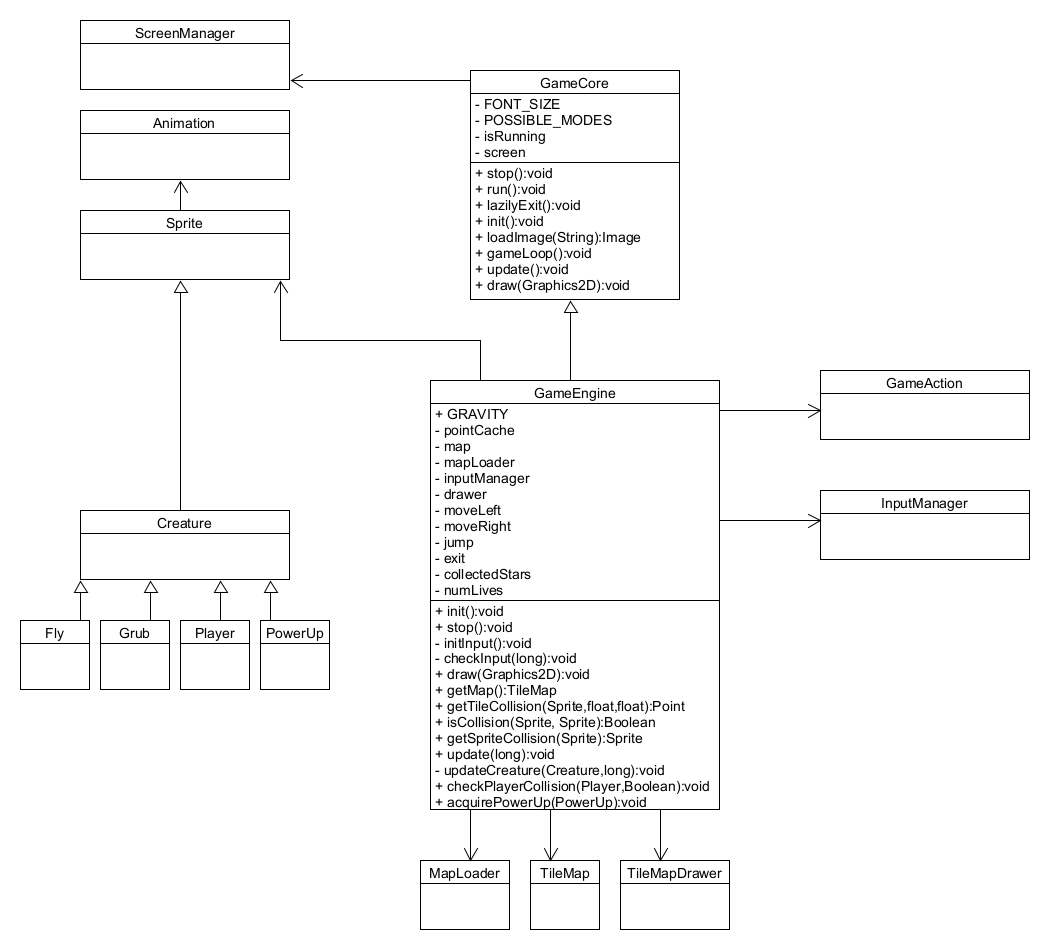 ScreenManager
Animation
Sprite
GameCore
- FONT_SIZE
- POSSIBLE_MODES
- isRunning
- screen
+ stop():void
+ run():void
+ lazilyExit():void
+ init():void
+ loadImage(String):Image
+ gameLoop():void
+ update():void
+ draw(Graphics2D):void
GameEngine
+ GRAVITY
- pointCache
- map
- mapLoader
- inputManager
- drawer
- moveLeft
- moveRight
- jump
- exit
- collectedStars
- numLives
+ init():void
+ stop():void
- initInput():void
- checkInput(long):void
+ draw(Graphics2D):void
+ getMap():TileMap
+ getTileCollision(Sprite,float,float):Point
+ isCollision(Sprite, Sprite):Boolean
+ getSpriteCollision(Sprite):Sprite
+ update(long):void
- updateCreature(Creature,long):void
+ checkPlayerCollision(Player,Boolean):void
+ acquirePowerUp(PowerUp):void
GameAction
InputManager
Creature
Fly
Grub
Player
PowerUp
MapLoader
TileMap
TileMapDrawer